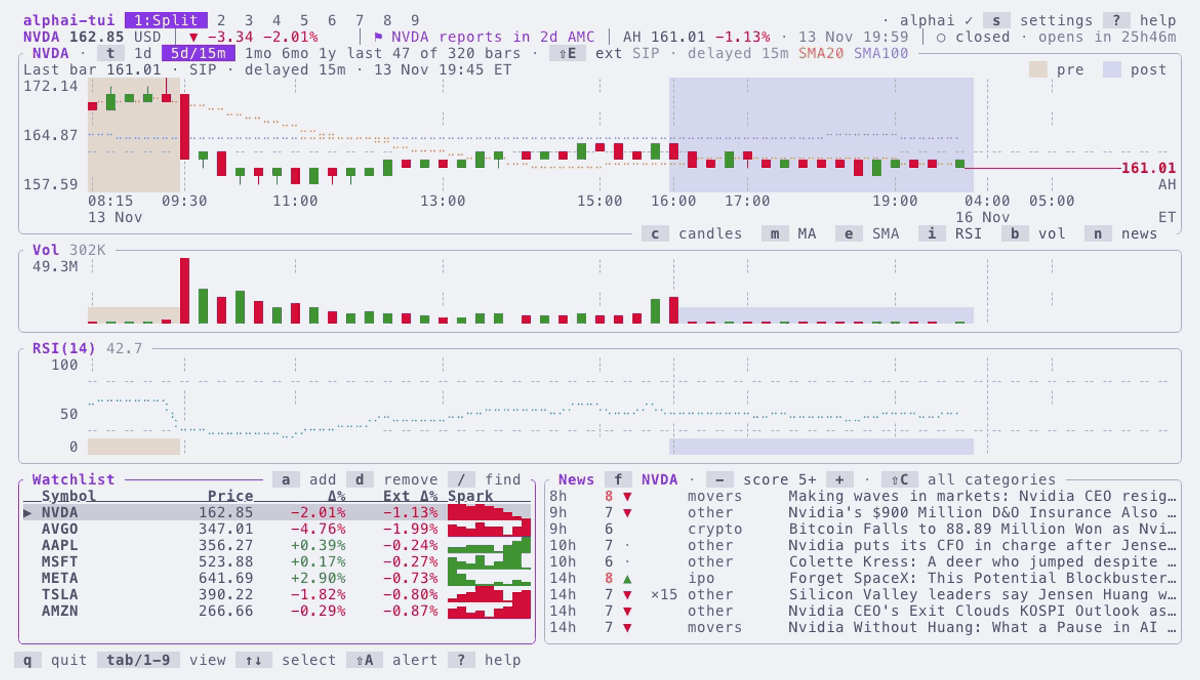 alphai-tui 1:Split 2 3 4 5 6 7 8 9 · alphai ✓ s settings ? help
NVDA 162.85 USD │ ▼ -3.34 -2.01% │ ⚑ NVDA reports in 2d AMC │ AH 161.01 -1.13% · 13 Nov 19:59 │ ○ closed · opens in 25h46m
NVDA · t 1d 5d/15m 1mo 6mo 1y last 47 of 320 bars · ⇧E ext SIP · delayed 15m SMA20 SMA100
Last bar 161.01 · SIP · delayed 15m · 13 Nov 19:45 ET pre post
172.14
164.87
161.01
157.59 AH
08:15 09:30 11:00 13:00 15:00 16:00 17:00 19:00 04:00 05:00
13 Nov 16 Nov ET
c candles m MA e SMA i RSI b vol n news
Vol 302K
49.3M
RSI(14) 42.7
100
50
0
Watchlist a add d remove / find
Symbol Price Δ% Ext Δ% Spark
▶ NVDA 162.85 -2.01% -1.13%
AVGO 347.01 -4.76% -1.99%
AAPL 356.27 +0.39% -0.24%
MSFT 523.88 +0.17% -0.27%
META 641.69 +2.90% -0.73%
TSLA 390.22 -1.82% -0.80%
AMZN 266.66 -0.29% -0.87%
News f NVDA · − score 5+ + · ⇧C all categories
8h 8 ▼ movers Making waves in markets: Nvidia CEO resig…
9h 7 ▼ other Nvidia's $900 Million D&O Insurance Also …
9h 6 crypto Bitcoin Falls to 88.89 Million Won as Nvi…
10h 7 · other Nvidia puts its CFO in charge after Jense…
10h 6 · other Colette Kress: A deer who jumped despite …
14h 8 ▲ ipo Forget SpaceX: This Potential Blockbuster…
14h 7 ▼ ×15 other Silicon Valley leaders say Jensen Huang w…
14h 7 ▼ other Nvidia CEO's Exit Clouds KOSPI Outlook as…
14h 7 ▼ movers Nvidia Without Huang: What a Pause in AI …
q quit tab/1-9 view ↑↓ select ⇧A alert ? help